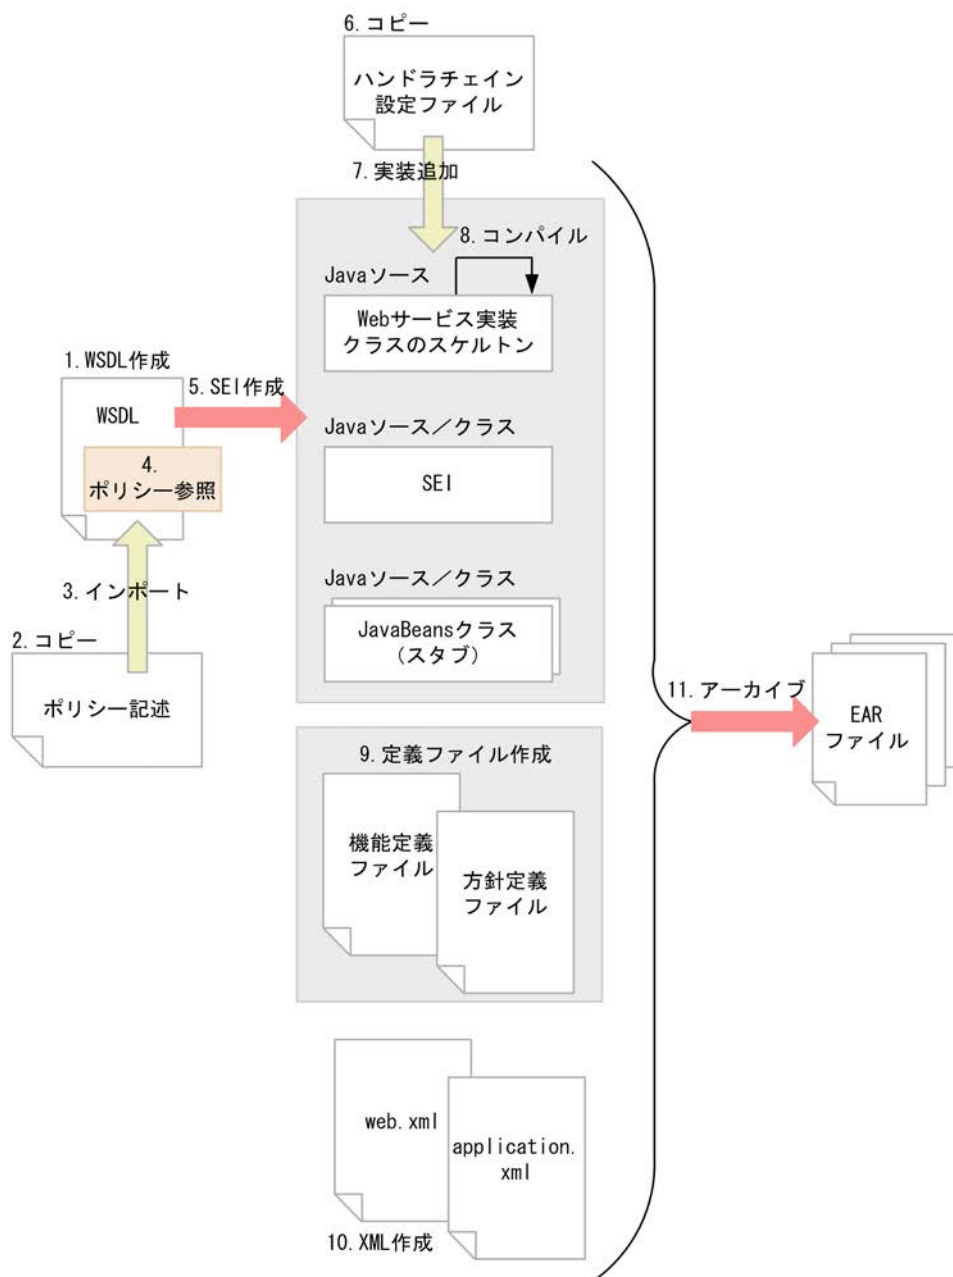 6.コピー
ハンドラチェイン
設定ファイル
7.実装追加
8.コンパイル
Javaソース
Webサービス実装
クラスのスケルトン
1.WSDL作成
5.SEI作成
WSDL
4.
ポリシー参照
Javaソース／クラス
SEI
3.インポート
Javaソース／クラス
JavaBeansクラス
（スタブ）
2.コピー
ポリシー記述
11.アーカイブ
EAR
ファイル
9.定義ファイル作成
機能定義
ファイル
方針定義
ファイル
web.xml
application.
xml
10.XML作成